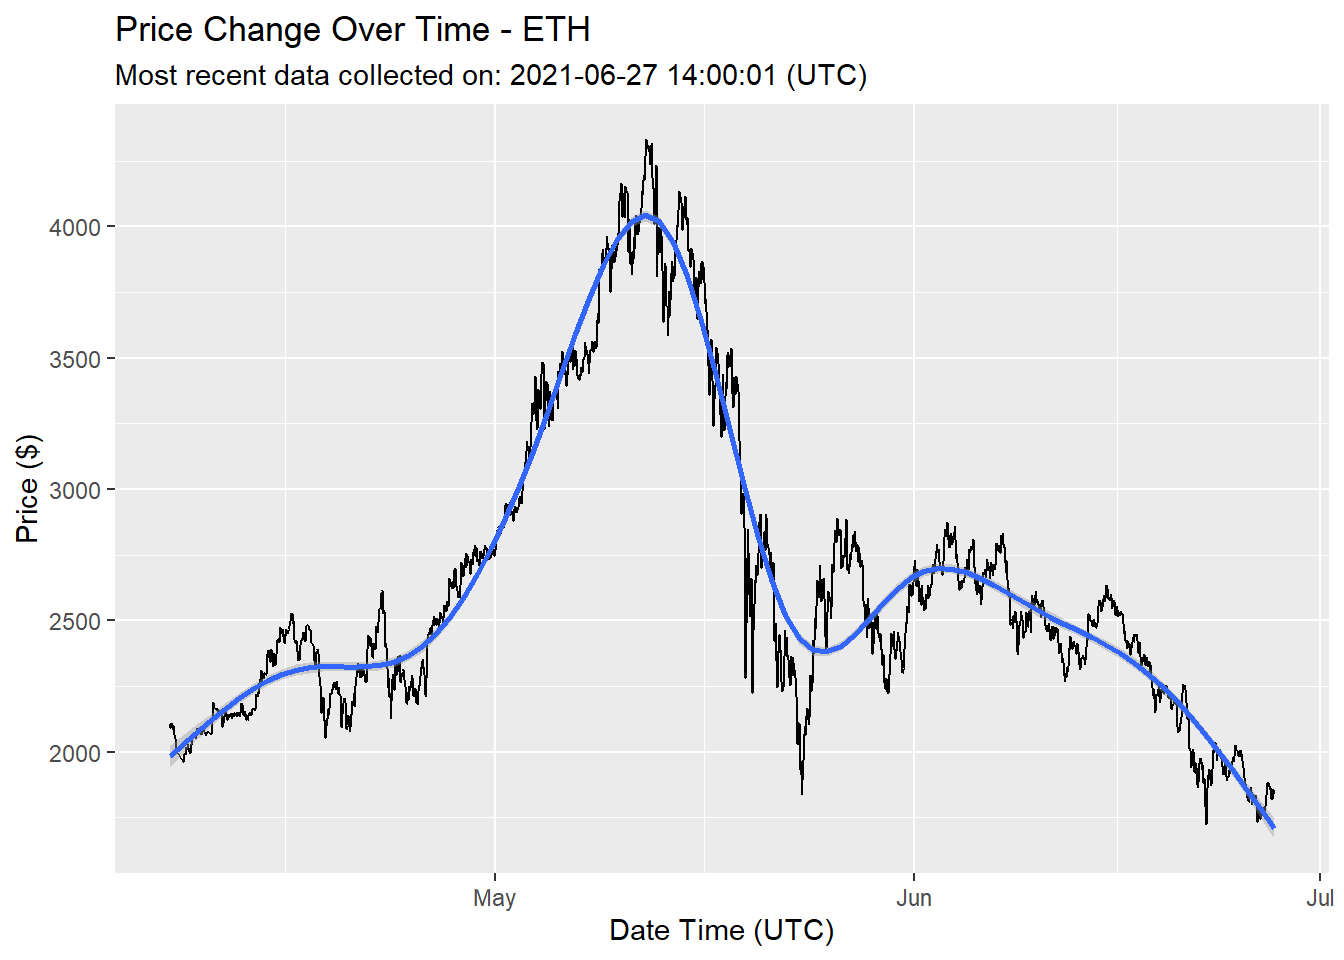 Price Change Over Time - ETH
Most recent data collected on: 2021-06-27 14:00:01 (UTC)
Price ($)
4000
3500
3000
2500
2000
May
Jun
Jul
Date Time (UTC)